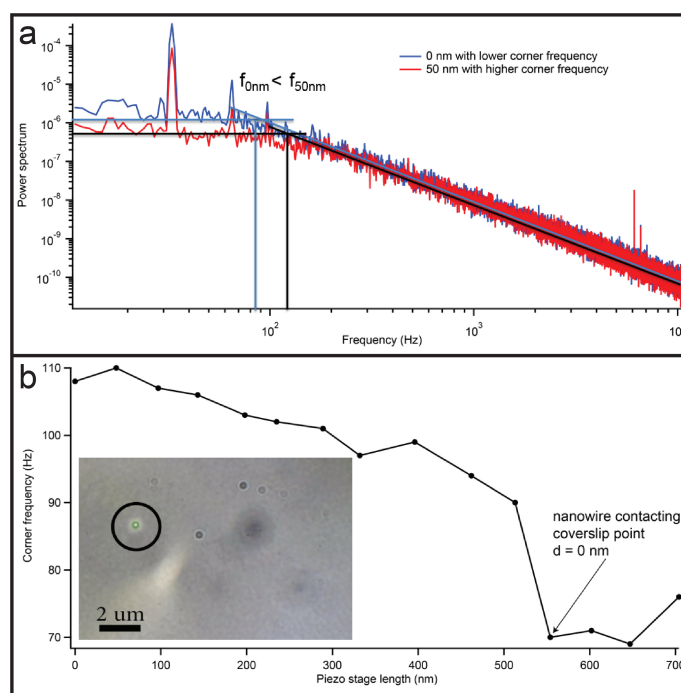 a
f0nm< f50nm
0 nm with lower corner frequency
50 nm with higher corner frequency
Power spectrum
10-4
10-5
10-6
10-7
10-8
10-9
10-10
102
103
10
Frequency (Hz)
b
Corner frequency (Hz)
110
100
90
80
70
nanowire contacting
coverslip point
d = 0 nm
2 um
0
100
200
300
400
500
600
700
Piezo stage length (nm)